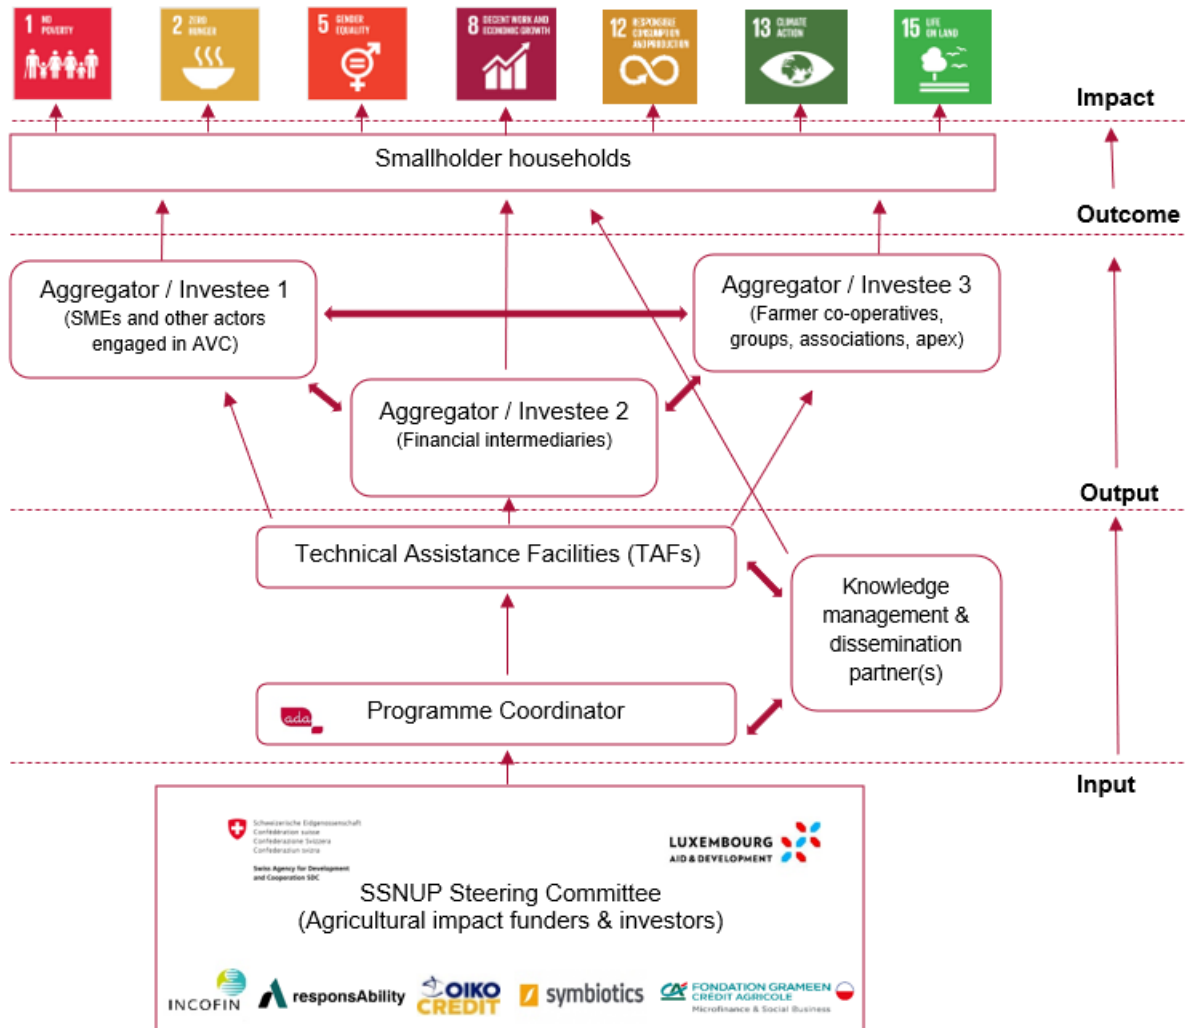 1 NO POVERTY
2 ZERO HUNGER
5 GENDER EQUALITY
8 DECENT WORK AND ECONOMIC GROWTH
12 RESPONSIBLE CONSUMPTION AND PRODUCTION
13 CLIMATE ACTION
15 LIFE ON LAND
Impact
Smallholder households
Outcome
Aggregator / Investee 1
(SMEs and other actors
engaged in AVC)
Aggregator / Investee 3
(Farmer co-operatives,
groups, associations, apex)
Aggregator / Investee 2
(Financial intermediaries)
Output
Technical Assistance Facilities (TAFs)
Knowledge
management &
dissemination
partner(s)
ada
Programme Coordinator
Input
Schweizerische Eidgenossenschaft
Confédération suisse
Confederazione Svizzera
Confederaziun svizra
Swiss Agency for Development
and Cooperation SDC
LUXEMBOURG
AID & DEVELOPMENT
SSNUP Steering Committee
(Agricultural impact funders & investors)
INCOFIN
responsAbility
OIKO
CREDIT
symbiotics
CA
FONDATION GRAMEEN
CRÉDIT AGRICOLE
Microfinance & Social Business